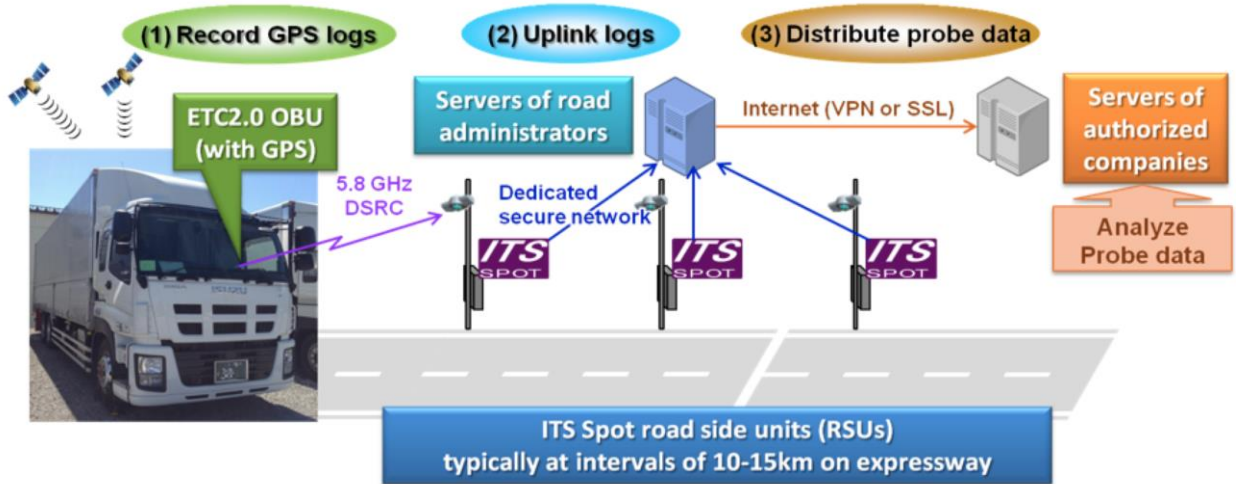 (1) Record GPS logs
(2) Uplink logs
(3) Distribute probe data
ETC2.0 OBU
(with GPS)
5.8 GHz
DSRC
Servers of road
administrators
Internet (VPN or SSL)
Servers of
authorized
companies
Analyze
Probe data
Dedicated
secure network
ITS
SPOT
ITS
SPOT
ITS
SPOT
ISUZU
ITS Spot road side units (RSUs)
typically at intervals of 10-15km on expressway